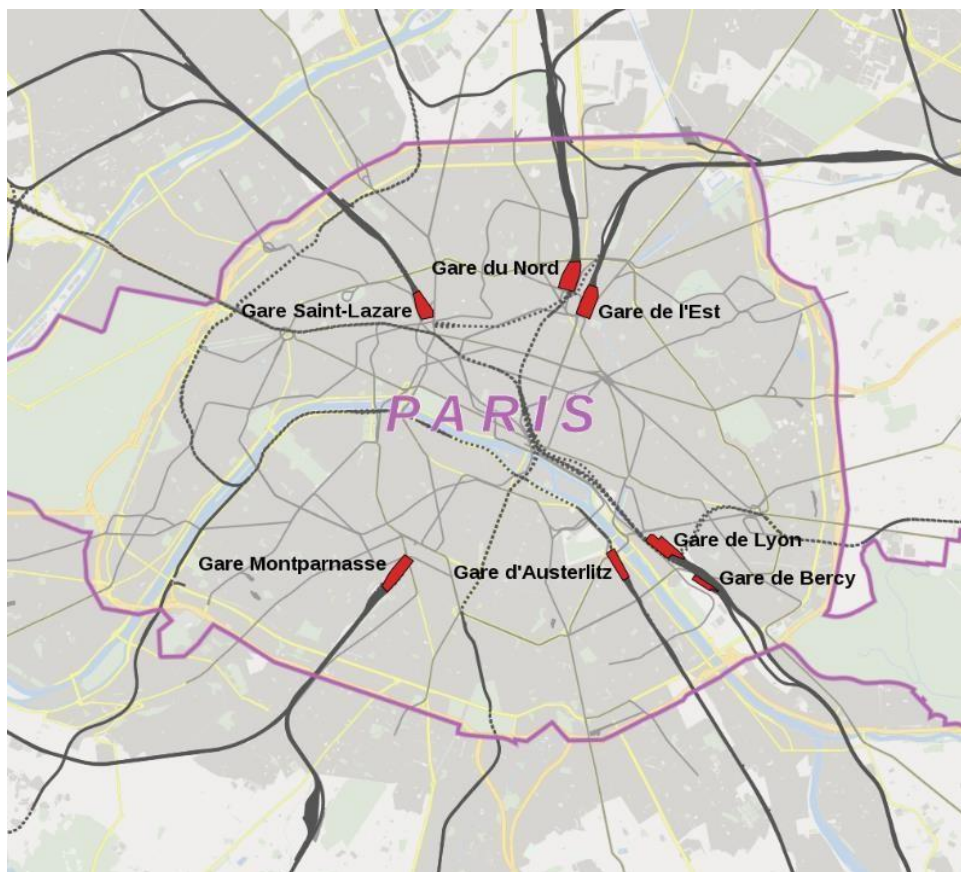 Gare du Nord
Gare Saint-Lazare
Gare de l'Est
PARIS
Gare de Lyon
Gare Montparnasse
Gare d'Austerlitz
Gare de Bercy